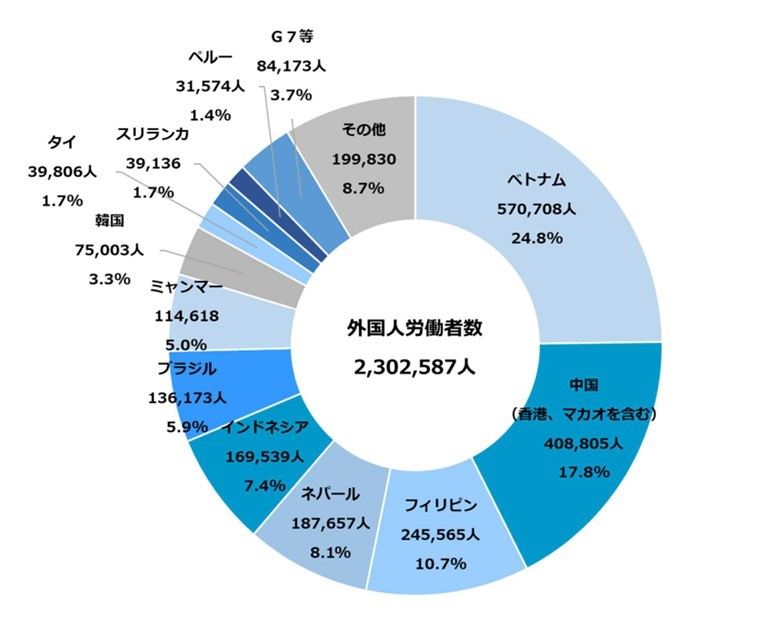 外国人労働者数
2,302,587人
ベトナム
570,708人
24.8%
中国
（香港、マカオを含む）
408,805人
17.8%
フィリピン
245,565人
10.7%
ネパール
187,657人
8.1%
インドネシア
169,539人
7.4%
ブラジル
136,173人
5.9%
ミャンマー
114,618
5.0%
韓国
75,003人
3.3%
タイ
39,806人
1.7%
スリランカ
39,136
1.7%
ペルー
31,574人
1.4%
Ｇ７等
84,173人
3.7%
その他
199,830
8.7%